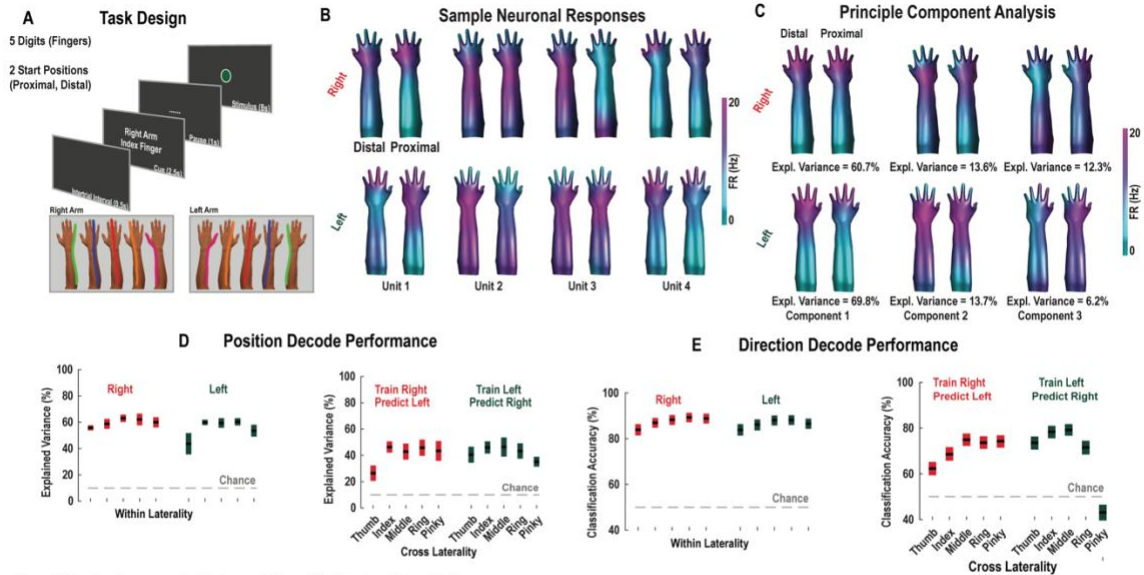 A Task Design
5 Digits (Fingers)
2 Start Positions
(Proximal, Distal)
Stimulus (8s)
Pause (1s)
Right Arm
Index Finger
Cue (2.5s)
Intertrial Interval (0.5s)
Right Arm
Left Arm
B Sample Neuronal Responses
Right
Distal Proximal
Left
Unit 1 Unit 2 Unit 3 Unit 4
20
FR (Hz)
0
C Principle Component Analysis
Distal Proximal
Right
Expl. Variance = 60.7% Expl. Variance = 13.6% Expl. Variance = 12.3%
Left
Expl. Variance = 69.8% Expl. Variance = 13.7% Expl. Variance = 6.2%
Component 1 Component 2 Component 3
20
FR (Hz)
0
D Position Decode Performance
Explained Variance (%)
100
80
60
40
20
0
Right Left
Chance
Within Laterality
Explained Variance (%)
100
80
60
40
20
0
Train Right Train Left
Predict Left Predict Right
Chance
Thumb Index Middle Ring Pinky Thumb Index Middle Ring Pinky
Cross Laterality
E Direction Decode Performance
Classification Accuracy (%)
100
80
60
40
Right Left
Within Laterality
Classification Accuracy (%)
100
80
60
40
Train Right Train Left
Predict Left Predict Right
Chance
Thumb Index Middle Ring Pinky Thumb Index Middle Ring Pinky
Cross Laterality